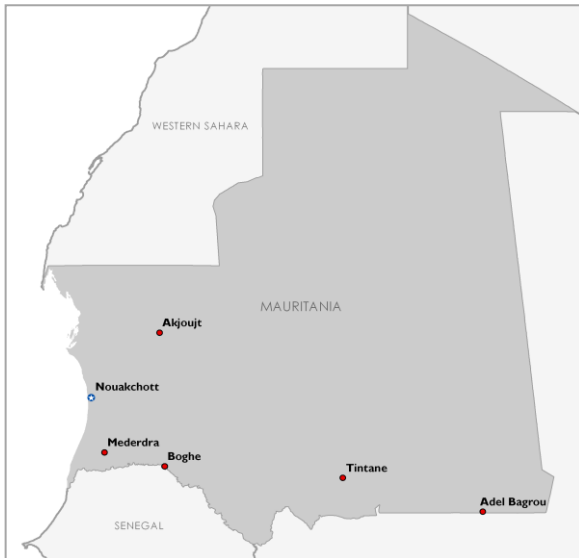 WESTERN SAHARA
MAURITANIA
Akjoujt
Nouakchott
Mederdra
Boghe
Tintane
Adel Bagrou
SENEGAL